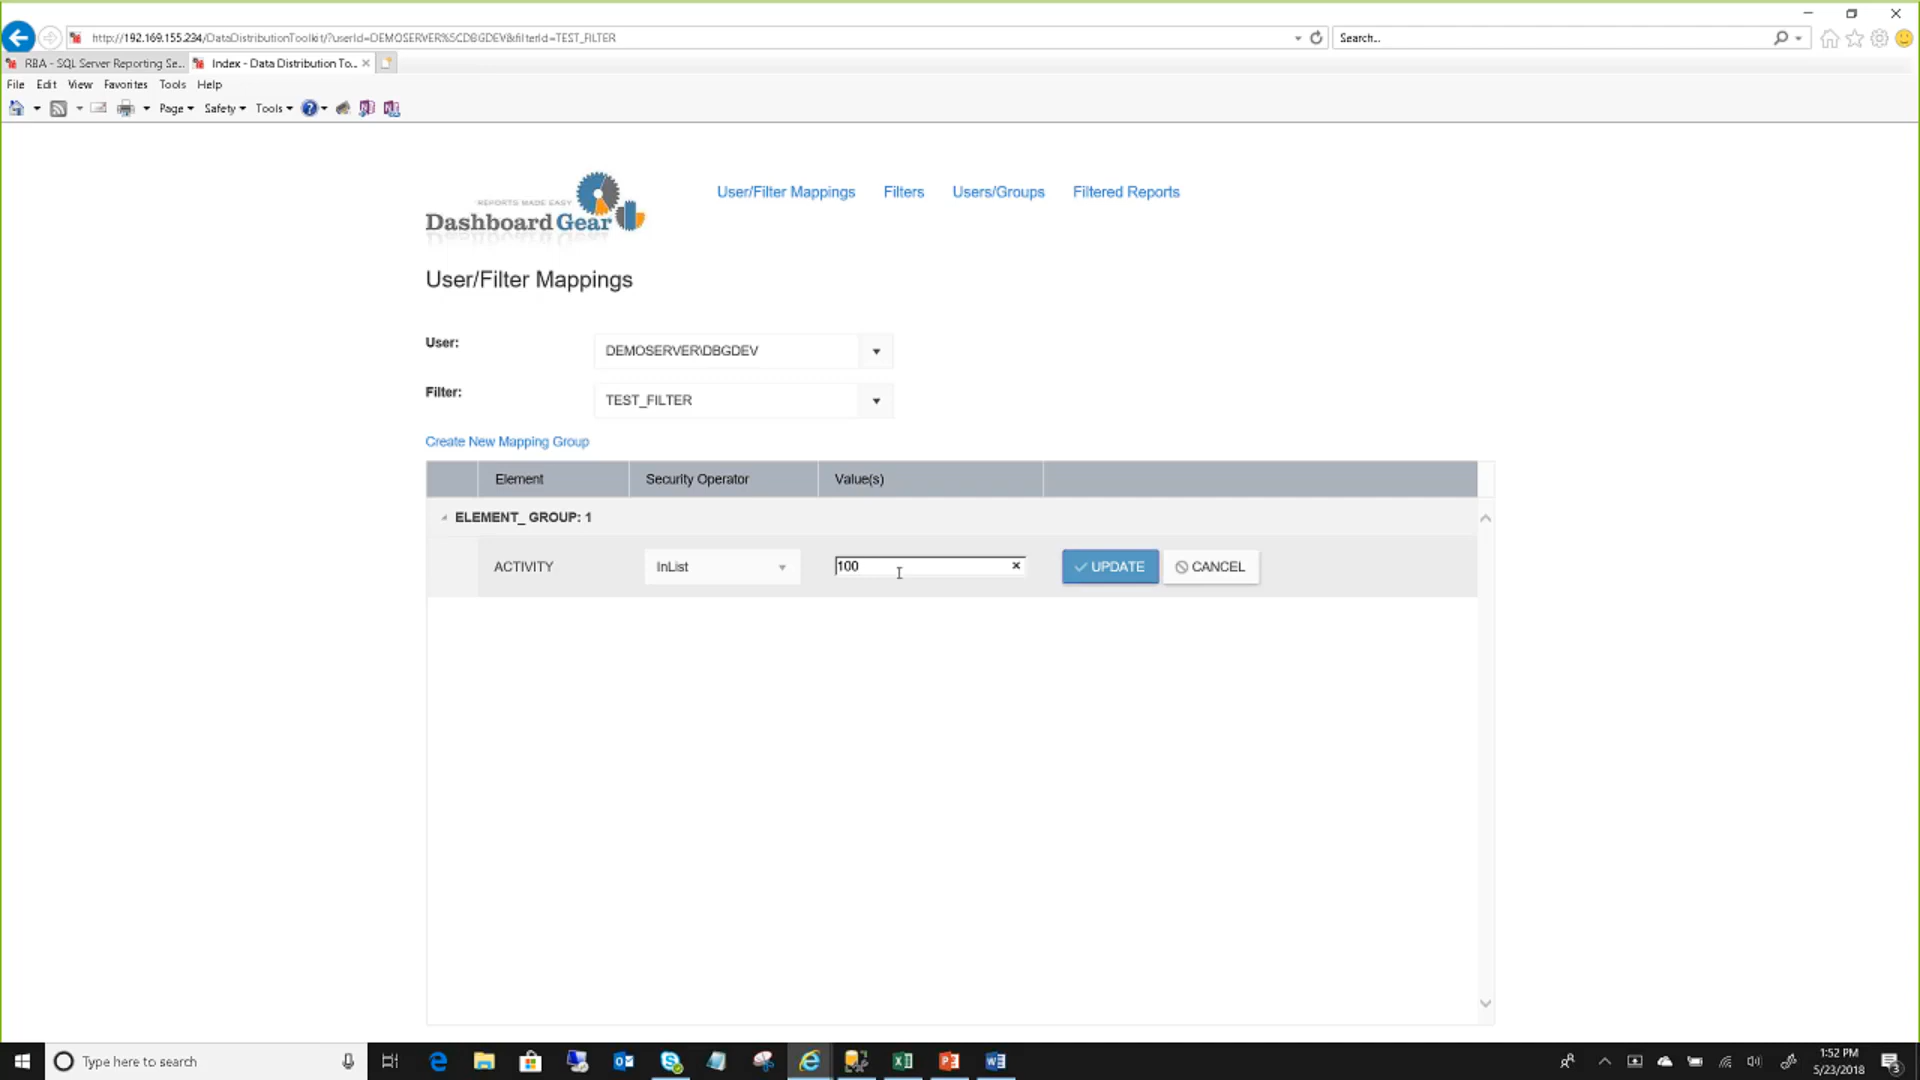 http://192.169.155.234/DataDistributionToolkit/?userId=DEMOSERVER%5CDBGDEV&filterId=TEST_FILTER
Search...
RBA - SQL Server Reporting Se...
Index - Data Distribution To...
File Edit View Favorites Tools Help
Page Safety Tools
REPORTS MADE EASY
DashboardGear
User/Filter Mappings Filters Users/Groups Filtered Reports
User/Filter Mappings
User: DEMOSERVER\DBGDEV
Filter: TEST_FILTER
Create New Mapping Group
Element Security Operator Value(s)
ELEMENT_ GROUP: 1
ACTIVITY InList 100 UPDATE CANCEL
Type here to search
1:52 PM
5/23/2018
3